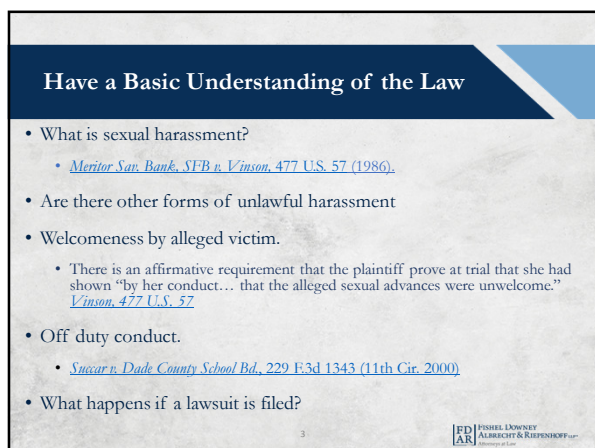 Have a Basic Understanding of the Law
• What is sexual harassment?
• Meritor Sav. Bank, SFB v. Vinson, 477 U.S. 57 (1986).
• Are there other forms of unlawful harassment
• Welcomeness by alleged victim.
• There is an affirmative requirement that the plaintiff prove at trial that she had
shown “by her conduct… that the alleged sexual advances were unwelcome.”
Vinson, 477 U.S. 57
• Off duty conduct.
• Succar v. Dade County School Bd., 229 F.3d 1343 (11th Cir. 2000)
• What happens if a lawsuit is filed?
3
FD
AR
FISHEL DOWNEY
ALBRECHT & RIEPENHOFF LLP
Attorneys at Law